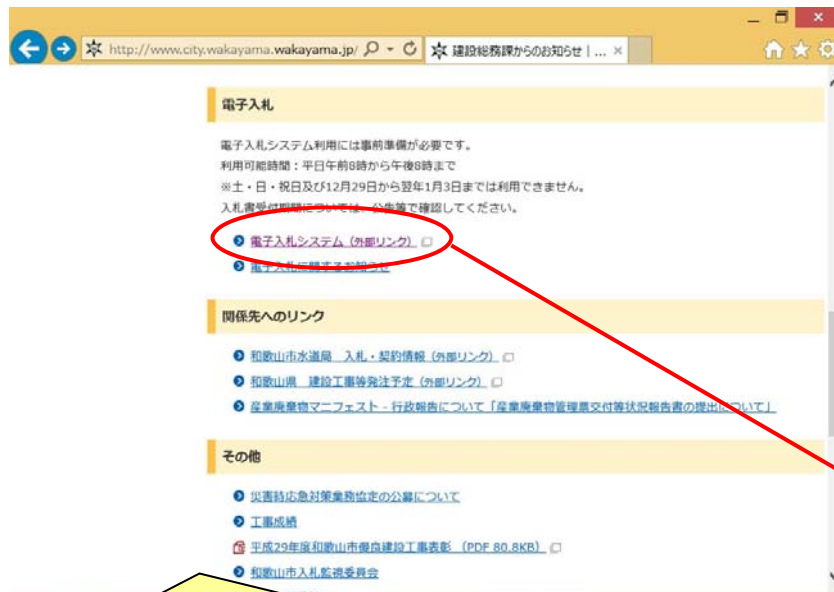 http://www.city.wakayama.wakayama.jp/
建設総務課からのお知らせ | ...
電子入札
電子入札システム利用には事前準備が必要です。
利用可能時間：平日午前8時から午後8時まで
※土・日・祝日及び12月29日から翌年1月3日までは利用できません。
入札書受付期間については、公告等で確認してください。
電子入札システム（外部リンク）
電子入札に関するお知らせ
関係先へのリンク
和歌山市水道局　入札・契約情報（外部リンク）
和歌山県　建設工事等発注予定（外部リンク）
産業廃棄物マニフェスト - 行政報告について「産業廃棄物管理票交付等状況報告書の提出について」
その他
災害時応急対策業務協定の公募について
工事成績
平成29年度和歌山市優良建設工事表彰 （PDF 80.8KB）
和歌山市入札監視委員会